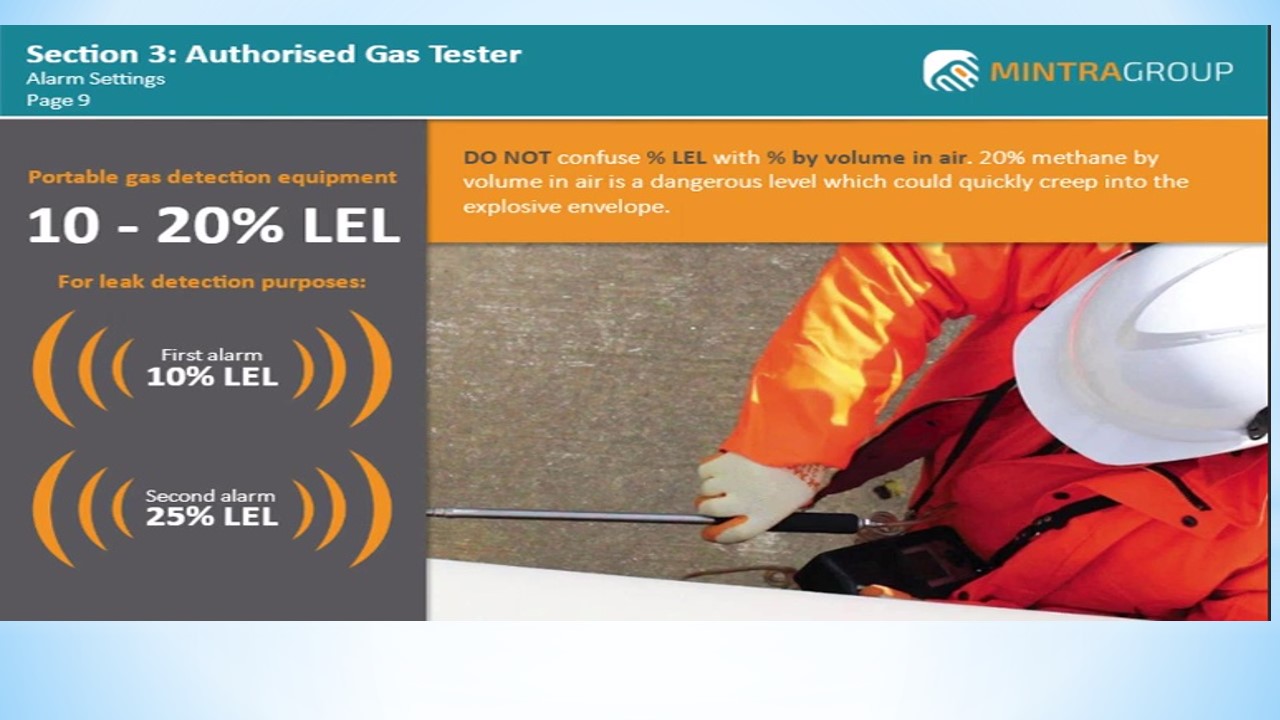 Section 3: Authorised Gas Tester
Alarm Settings
Page 9
MINTRAGROUP
Portable gas detection equipment
10 - 20% LEL
For leak detection purposes:
First alarm
10% LEL
Second alarm
25% LEL
DO NOT confuse % LEL with % by volume in air. 20% methane by
volume in air is a dangerous level which could quickly creep into the
explosive envelope.